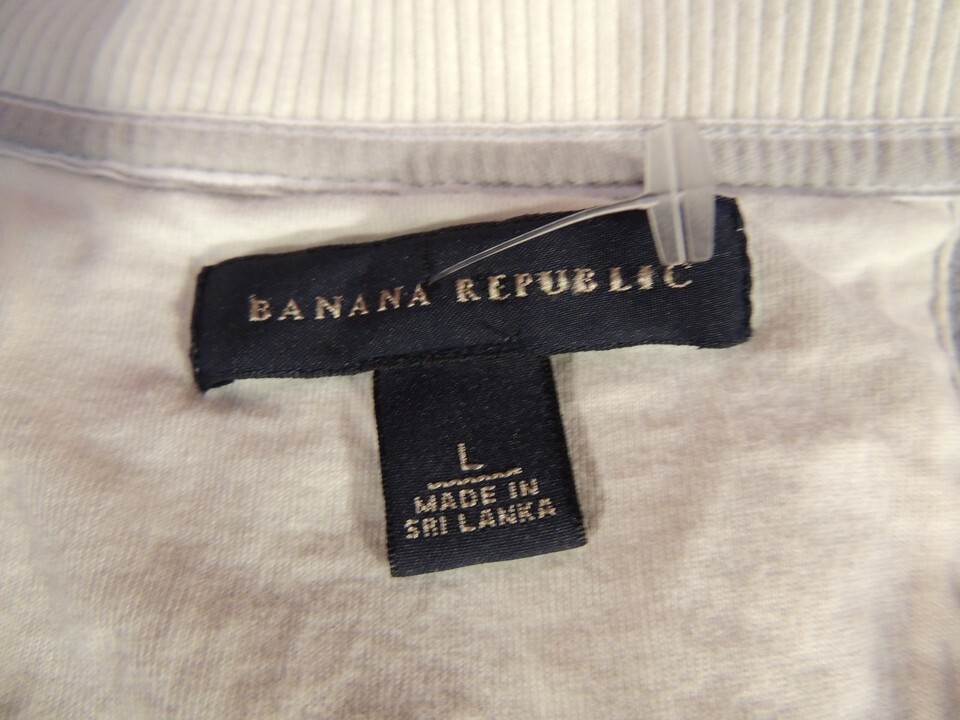 BANANA REPUBLIC
L
MADE IN
SRI LANKA